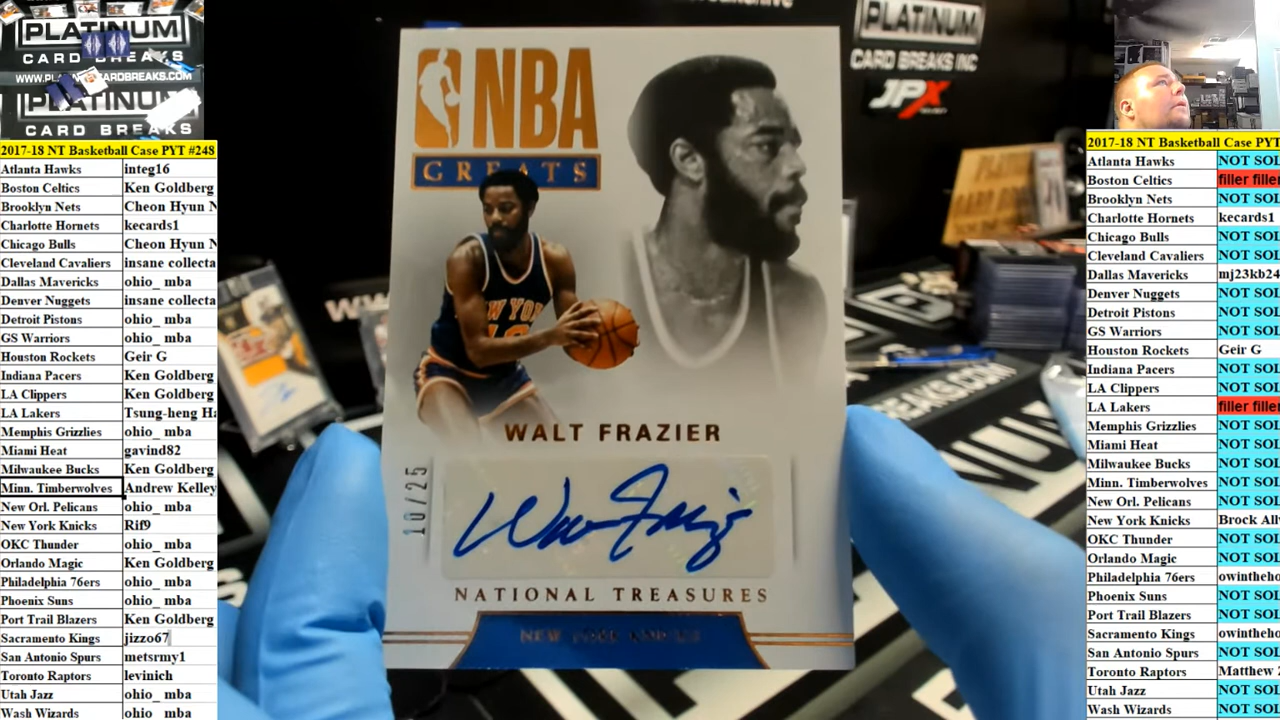 PLATINUM
CARD BREAKS
WWW.
ARDBREAKS.COM
PLATINUM
CARD BREAKS
2017-18 NT Basketball Case PYT #248
Atlanta Hawks integ16
Boston Celtics Ken Goldberg
Brooklyn Nets Cheon Hyun N
Charlotte Hornets kecards1
Chicago Bulls Cheon Hyun N
Cleveland Cavaliers insane collecta
Dallas Mavericks ohio_mba
Denver Nuggets insane collecta
Detroit Pistons ohio_mba
GS Warriors ohio_mba
Houston Rockets Geir G
Indiana Pacers Ken Goldberg
LA Clippers Ken Goldberg
LA Lakers Tsung-heng Ha
Memphis Grizzlies ohio_mba
Miami Heat gavind82
Milwaukee Bucks Ken Goldberg
Minn. Timberwolves Andrew Kelley
New Orl. Pelicans ohio_mba
New York Knicks Rif9
OKC Thunder ohio_mba
Orlando Magic Ken Goldberg
Philadelphia 76ers ohio_mba
Phoenix Suns ohio_mba
Port Trail Blazers Ken Goldberg
Sacramento Kings jizzo67
San Antonio Spurs metsrmy1
Toronto Raptors levinich
Utah Jazz ohio_mba
Wash Wizards ohio_mba
NBA
GREATS
NEW YORK
WALT FRAZIER
10/25
NATIONAL TREASURES
NEW YORK KNICKS
PLATINUM
CARD BREAKS INC
JPX
BREAKS.COM
2017-18 NT Basketball Case PYT
Atlanta Hawks NOT SOL
Boston Celtics filler filler
Brooklyn Nets NOT SOL
Charlotte Hornets kecards1
Chicago Bulls NOT SOL
Cleveland Cavaliers NOT SOL
Dallas Mavericks mj23kb24
Denver Nuggets NOT SOL
Detroit Pistons NOT SOL
GS Warriors NOT SOL
Houston Rockets Geir G
Indiana Pacers NOT SOL
LA Clippers NOT SOL
LA Lakers filler filler
Memphis Grizzlies NOT SOL
Miami Heat NOT SOL
Milwaukee Bucks NOT SOL
Minn. Timberwolves NOT SOL
New Orl. Pelicans NOT SOL
New York Knicks Brock All
OKC Thunder NOT SOL
Orlando Magic NOT SOL
Philadelphia 76ers owintheho
Phoenix Suns NOT SOL
Port Trail Blazers NOT SOL
Sacramento Kings owintheho
San Antonio Spurs NOT SOL
Toronto Raptors Matthew Z
Utah Jazz NOT SOL
Wash Wizards NOT SOL